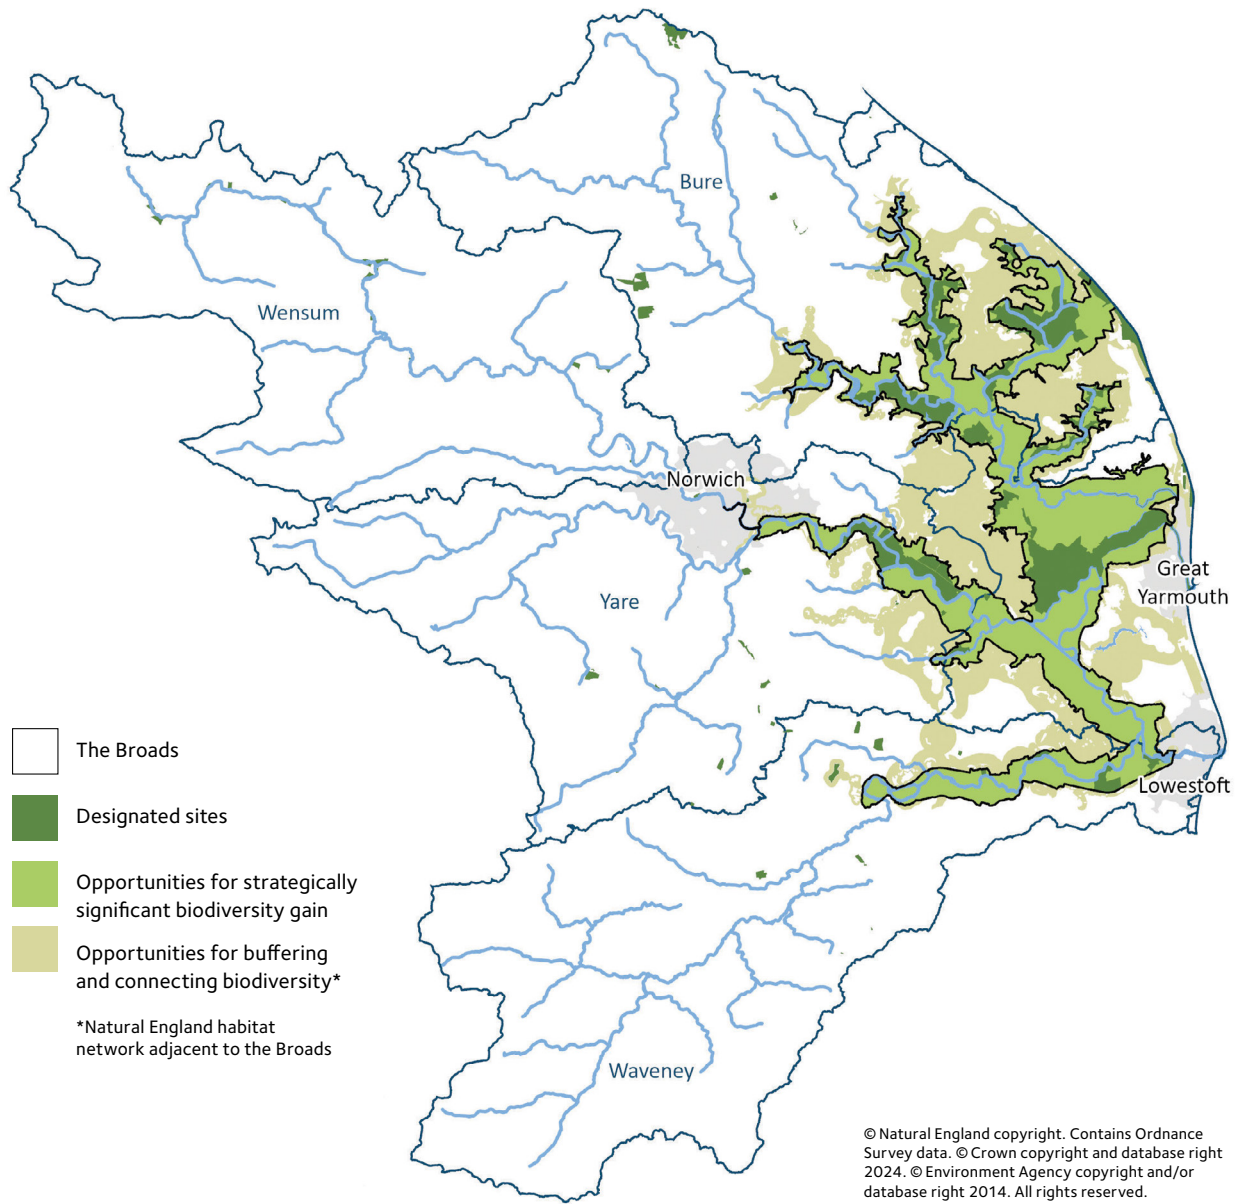 Bure
Wensum
Norwich
Great
Yarmouth
Yare
Lowestoft
Waveney
The Broads
Designated sites
Opportunities for strategically
significant biodiversity gain
Opportunities for buffering
and connecting biodiversity*
*Natural England habitat
network adjacent to the Broads
© Natural England copyright. Contains Ordnance
Survey data. © Crown copyright and database right
2024. © Environment Agency copyright and/or
database right 2014. All rights reserved.